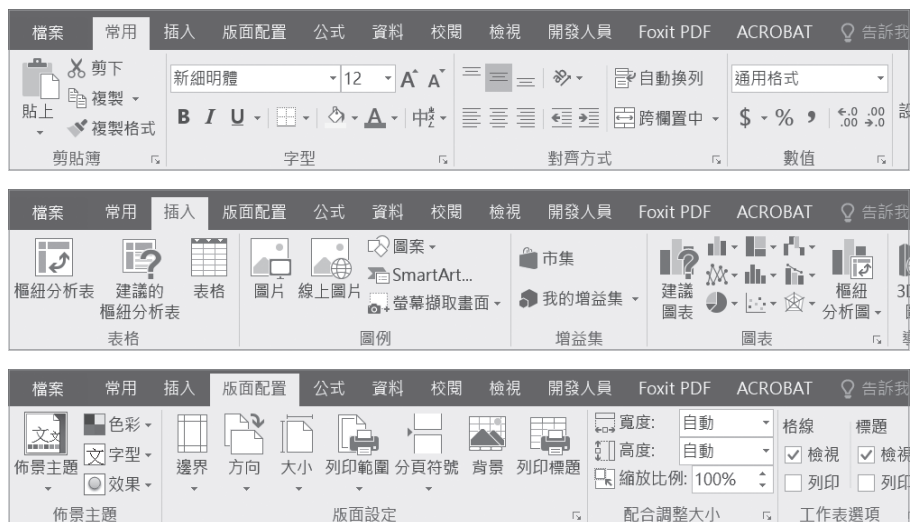 檔案 常用 插入 版面配置 公式 資料 校閱 檢視 開發人員 Foxit PDF ACROBAT 告訴我
貼上
剪下
複製
複製格式
剪貼簿
新細明體 12 A A
B I U A 中
字型
自動換列
跨欄置中
對齊方式
通用格式
$ % , .0 .00 .00 .0
數值
檔案 常用 插入 版面配置 公式 資料 校閱 檢視 開發人員 Foxit PDF ACROBAT 告訴我
樞紐分析表
建議的
樞紐分析表
表格
表格
圖片
線上圖片
圖案
SmartArt...
螢幕擷取畫面
圖例
市集
我的增益集
增益集
建議
圖表
樞紐
分析圖
圖表
檔案 常用 插入 版面配置 公式 資料 校閱 檢視 開發人員 Foxit PDF ACROBAT 告訴我
佈景主題
色彩
字型
效果
佈景主題
邊界
方向
大小
列印範圍
分頁符號
背景
列印標題
版面設定
寬度: 自動
高度: 自動
縮放比例: 100%
配合調整大小
格線 標題
檢視 檢視
列印 列印
工作表選項